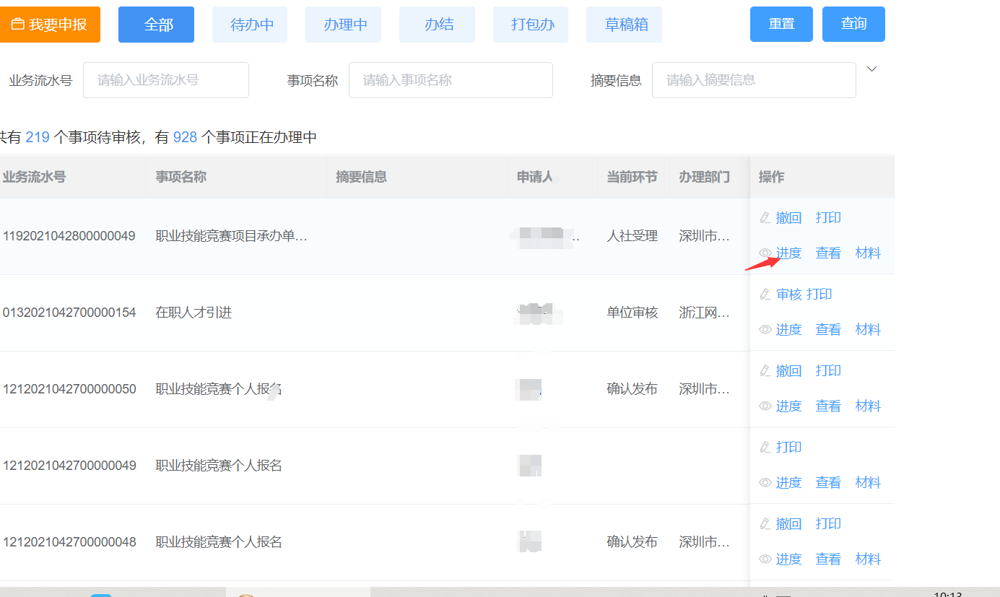 我要申报 全部 待办中 办理中 办结 打包办 草稿箱 重置 查询
业务流水号 请输入业务流水号 事项名称 请输入事项名称 摘要信息 请输入摘要信息
共有 219 个事项待审核，有 928 个事项正在办理中
业务流水号 事项名称 摘要信息 申请人 当前环节 办理部门 操作
撤回 打印
1192021042800000049 职业技能竞赛项目承办单... .. 人社受理 深圳市...
进度 查看 材料
审核 打印
0132021042700000154 在职人才引进 单位审核 浙江网...
进度 查看 材料
撤回 打印
1212021042700000050 职业技能竞赛个人报名 确认发布 深圳市...
进度 查看 材料
打印
1212021042700000049 职业技能竞赛个人报名
进度 查看 材料
撤回 打印
1212021042700000048 职业技能竞赛个人报名 确认发布 深圳市...
进度 查看 材料
10:13